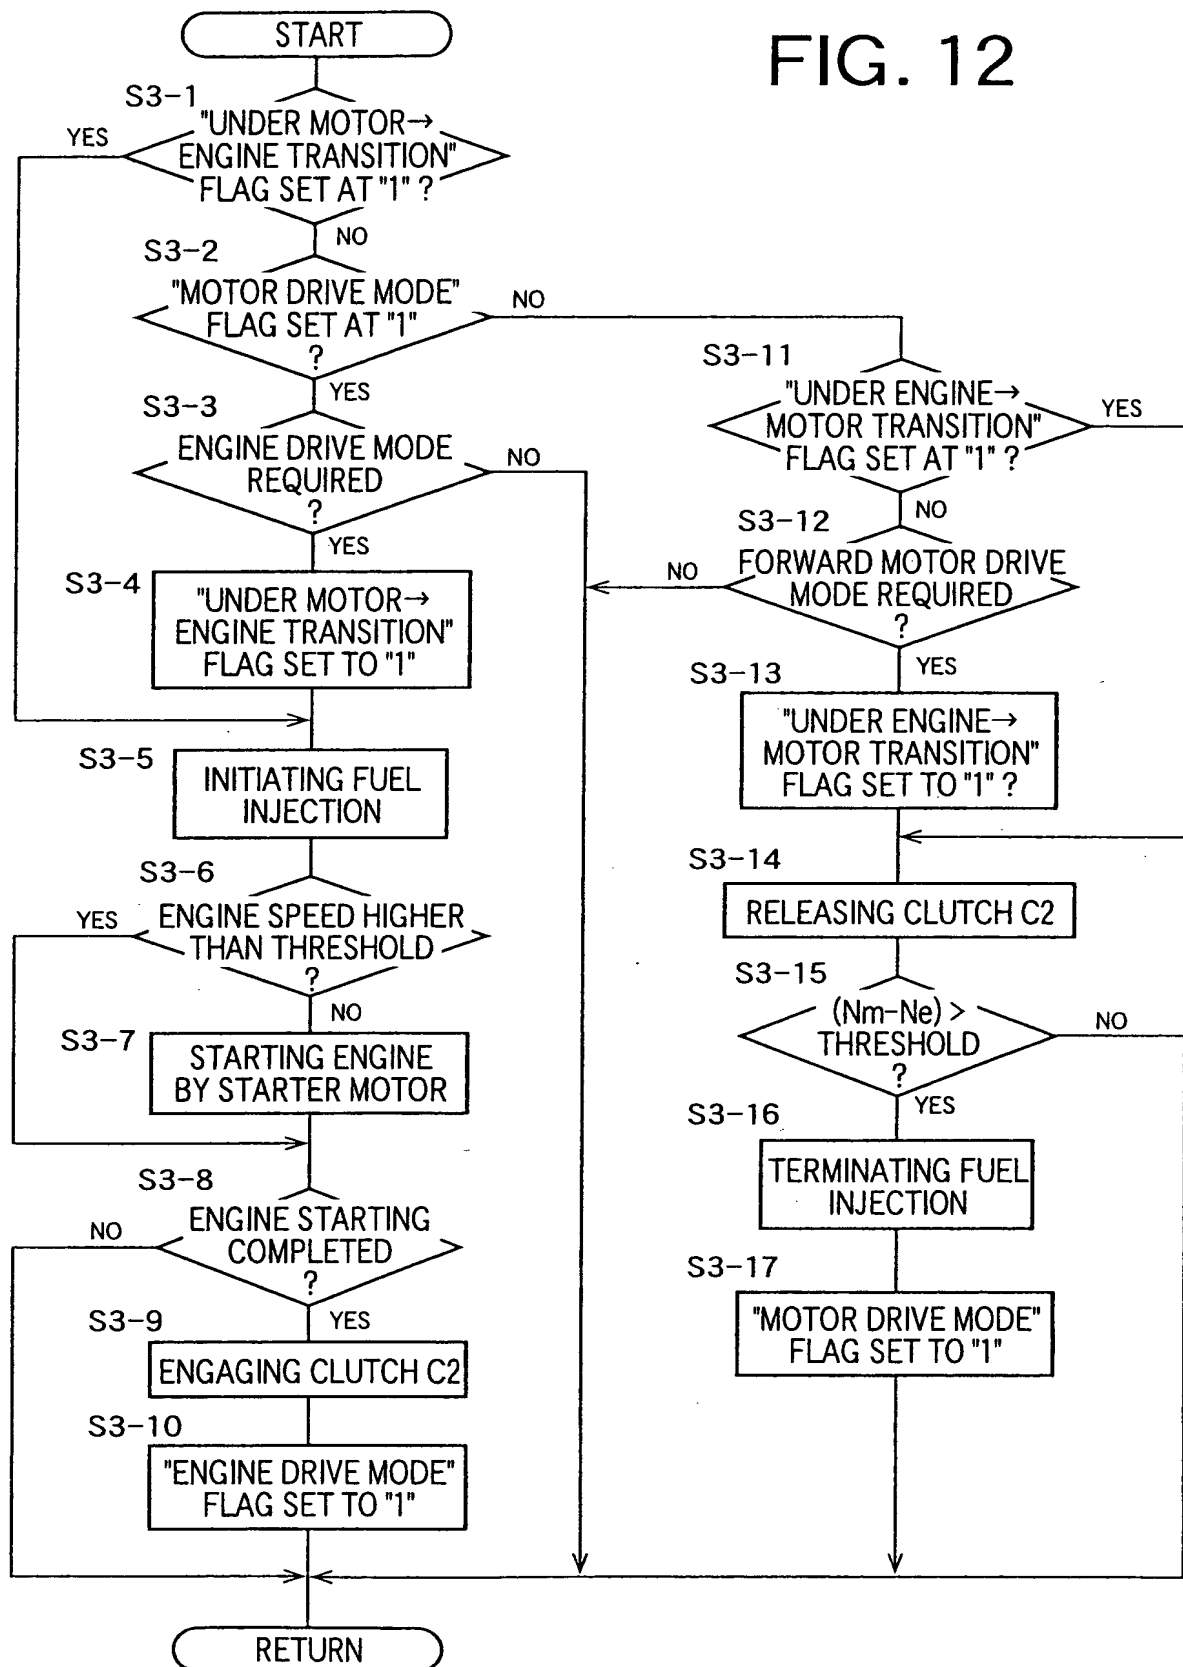 START
FIG. 12
S3-1
"UNDER MOTOR→
ENGINE TRANSITION"
FLAG SET AT "1" ?
YES
NO
S3-2
"MOTOR DRIVE MODE"
FLAG SET AT "1"
?
NO
YES
S3-3
ENGINE DRIVE MODE
REQUIRED
?
NO
YES
S3-4
"UNDER MOTOR→
ENGINE TRANSITION"
FLAG SET TO "1"
S3-5
INITIATING FUEL
INJECTION
S3-6
ENGINE SPEED HIGHER
THAN THRESHOLD
?
YES
NO
S3-7
STARTING ENGINE
BY STARTER MOTOR
S3-8
ENGINE STARTING
COMPLETED
?
NO
YES
S3-9
ENGAGING CLUTCH C2
S3-10
"ENGINE DRIVE MODE"
FLAG SET TO "1"
S3-11
"UNDER ENGINE→
MOTOR TRANSITION"
FLAG SET AT "1" ?
YES
NO
S3-12
FORWARD MOTOR DRIVE
MODE REQUIRED
?
NO
YES
S3-13
"UNDER ENGINE→
MOTOR TRANSITION"
FLAG SET TO "1" ?
S3-14
RELEASING CLUTCH C2
S3-15
(Nm-Ne) >
THRESHOLD
?
NO
YES
S3-16
TERMINATING FUEL
INJECTION
S3-17
"MOTOR DRIVE MODE"
FLAG SET TO "1"
RETURN